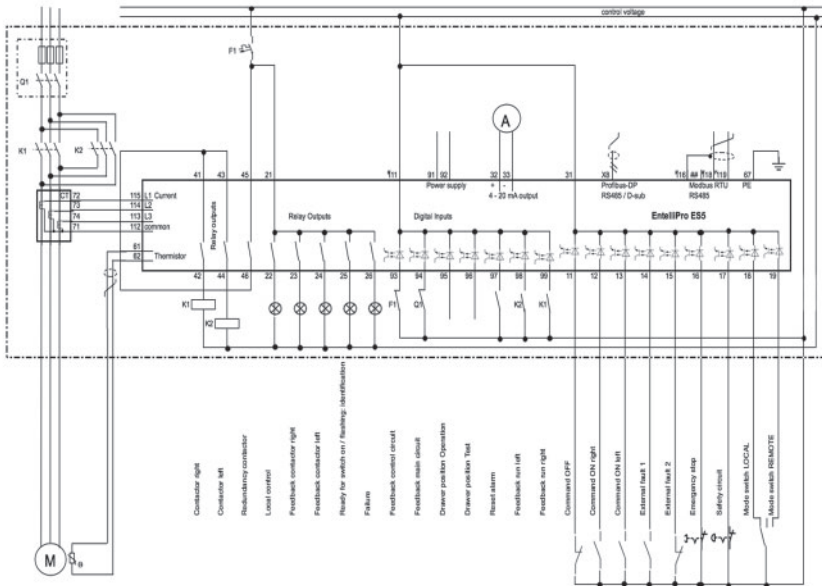 control voltage
F1
Q1
A
K1
K2
41 43 45 21 ¶11 91 92 32 33 31 X8 ¶16 4# ¶18 ¶119 67
Power supply
+ -
4 - 20 mA output
Profibus-DP
RS485 / D-sub
Modbus RTU
RS485
PE
CT
72 115 L1 Current
73 114 L2
74 113 L3
71 112 common
Relay outputs
Relay Outputs
Digital Inputs
EntelliPro ES5
61
62
Thermistor
42 44 46 22 23 24 25 26 93 94 95 96 97 98 99 11 12 13 14 15 16 17 18 19
K1
K2
F1
Q1
K2
K1
Contactor right
Contactor left
Redundancy contactor
Local control
Feedback contactor right
Feedback contactor left
Ready for switch on / flashing: identification
Failure
Feedback control circuit
Feedback main circuit
Drawer position Operation
Drawer position Test
Reset alarm
Feedback run left
Feedback run right
Command OFF
Command ON right
Command ON left
External fault 1
External fault 2
Emergency stop
Safety circuit
Mode switch LOCAL
Mode switch REMOTE
M